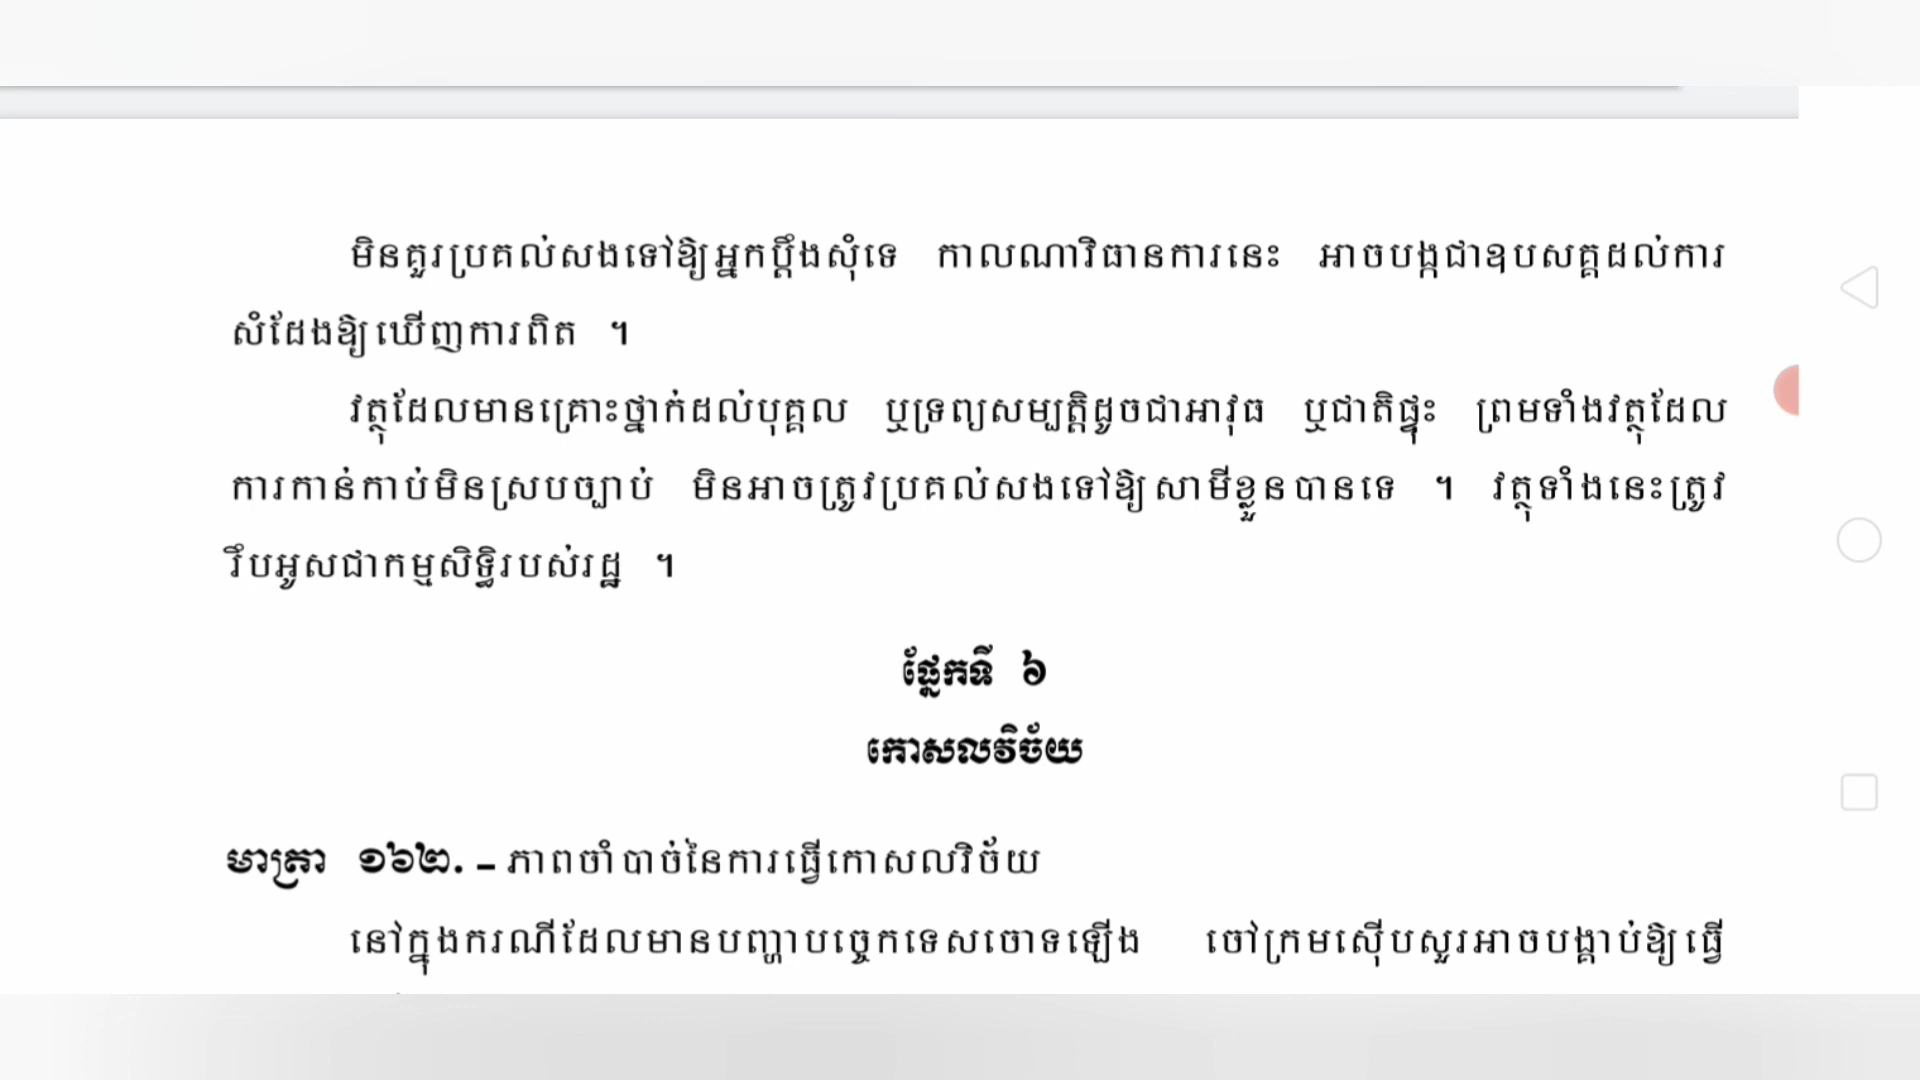 មិនគួរប្រគល់សងទៅឱ្យអ្នកប្ដឹងសុំទេ កាលណាវិធានការនេះ អាចបង្កជាឧបសគ្គដល់ការ
សំដែងឱ្យឃើញការពិត ។
វត្ថុដែលមានគ្រោះថ្នាក់ដល់បុគ្គល ឬទ្រព្យសម្បត្តិដូចជាអាវុធ ឬជាតិផ្ទុះ ព្រមទាំងវត្ថុដែល
ការកាន់កាប់មិនស្របច្បាប់ មិនអាចត្រូវប្រគល់សងទៅឱ្យសាមីខ្លួនបានទេ ។ វត្ថុទាំងនេះត្រូវ
រឹបអូសជាកម្មសិទ្ធិរបស់រដ្ឋ ។
ផ្នែកទី ៦
កោសលវិច័យ
មាត្រា ១៦២. – ភាពចាំបាច់នៃការធ្វើកោសលវិច័យ
នៅក្នុងករណីដែលមានបញ្ហាបច្ចេកទេសចោទឡើង ចៅក្រមស៊ើបសួរអាចបង្គាប់ឱ្យធ្វើ